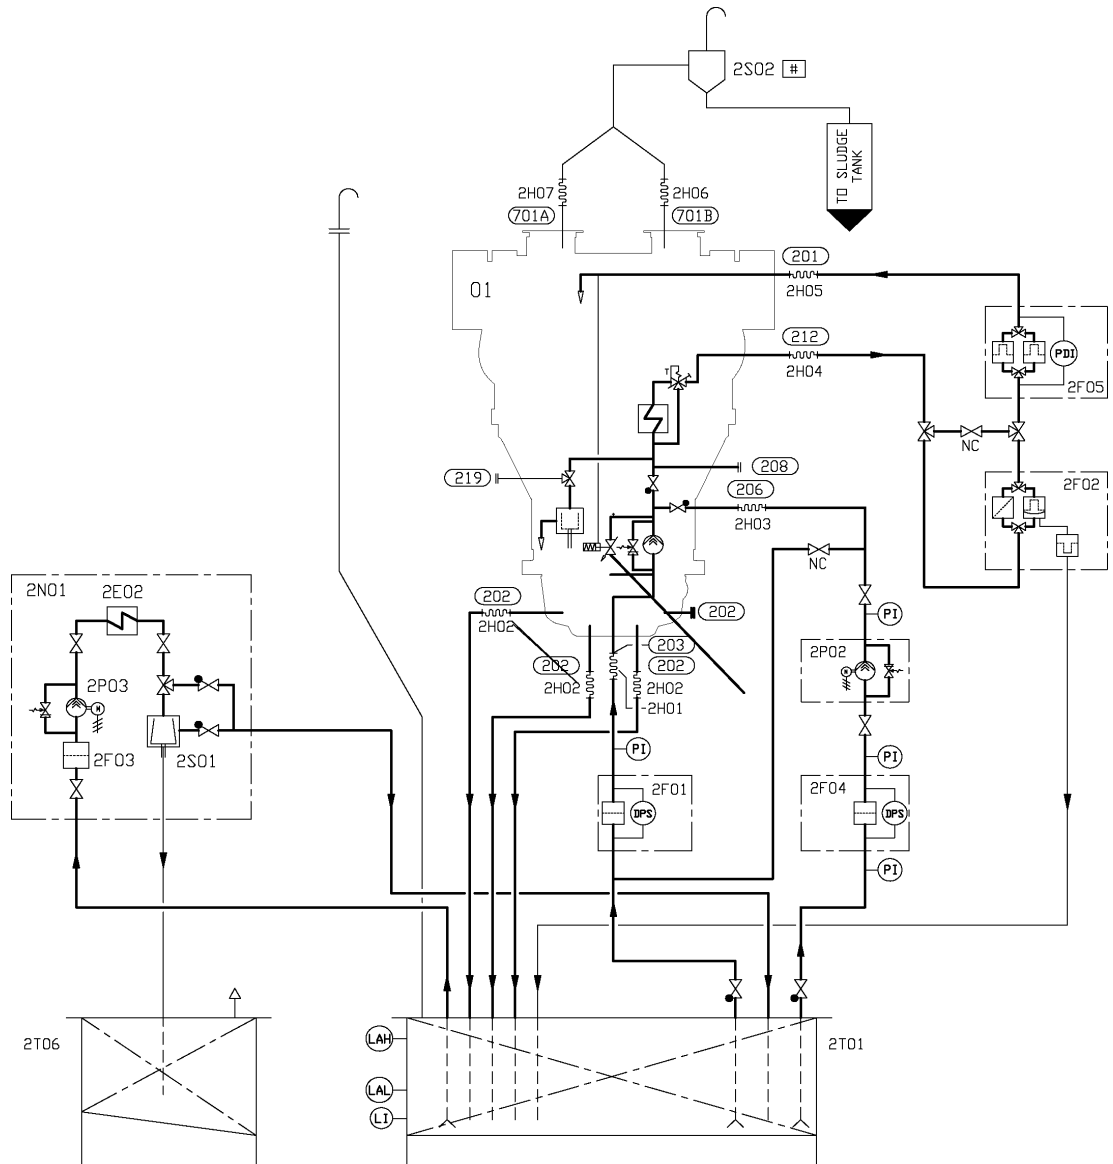 2S02 #
TO SLUDGE
TANK
2H07
2H06
701A
701B
201
2H05
01
212
2H04
T
PDI
2F05
NC
219
208
2F02
206
2H03
NC
2N01
2E02
202
2H02
202
PI
203
202
2H02
202
2H02
2H01
2P02
M
2P03
M
2F03
2S01
PI
PI
2F01
2F04
DPS
DPS
PI
2T06
LAH
2T01
LAL
LI